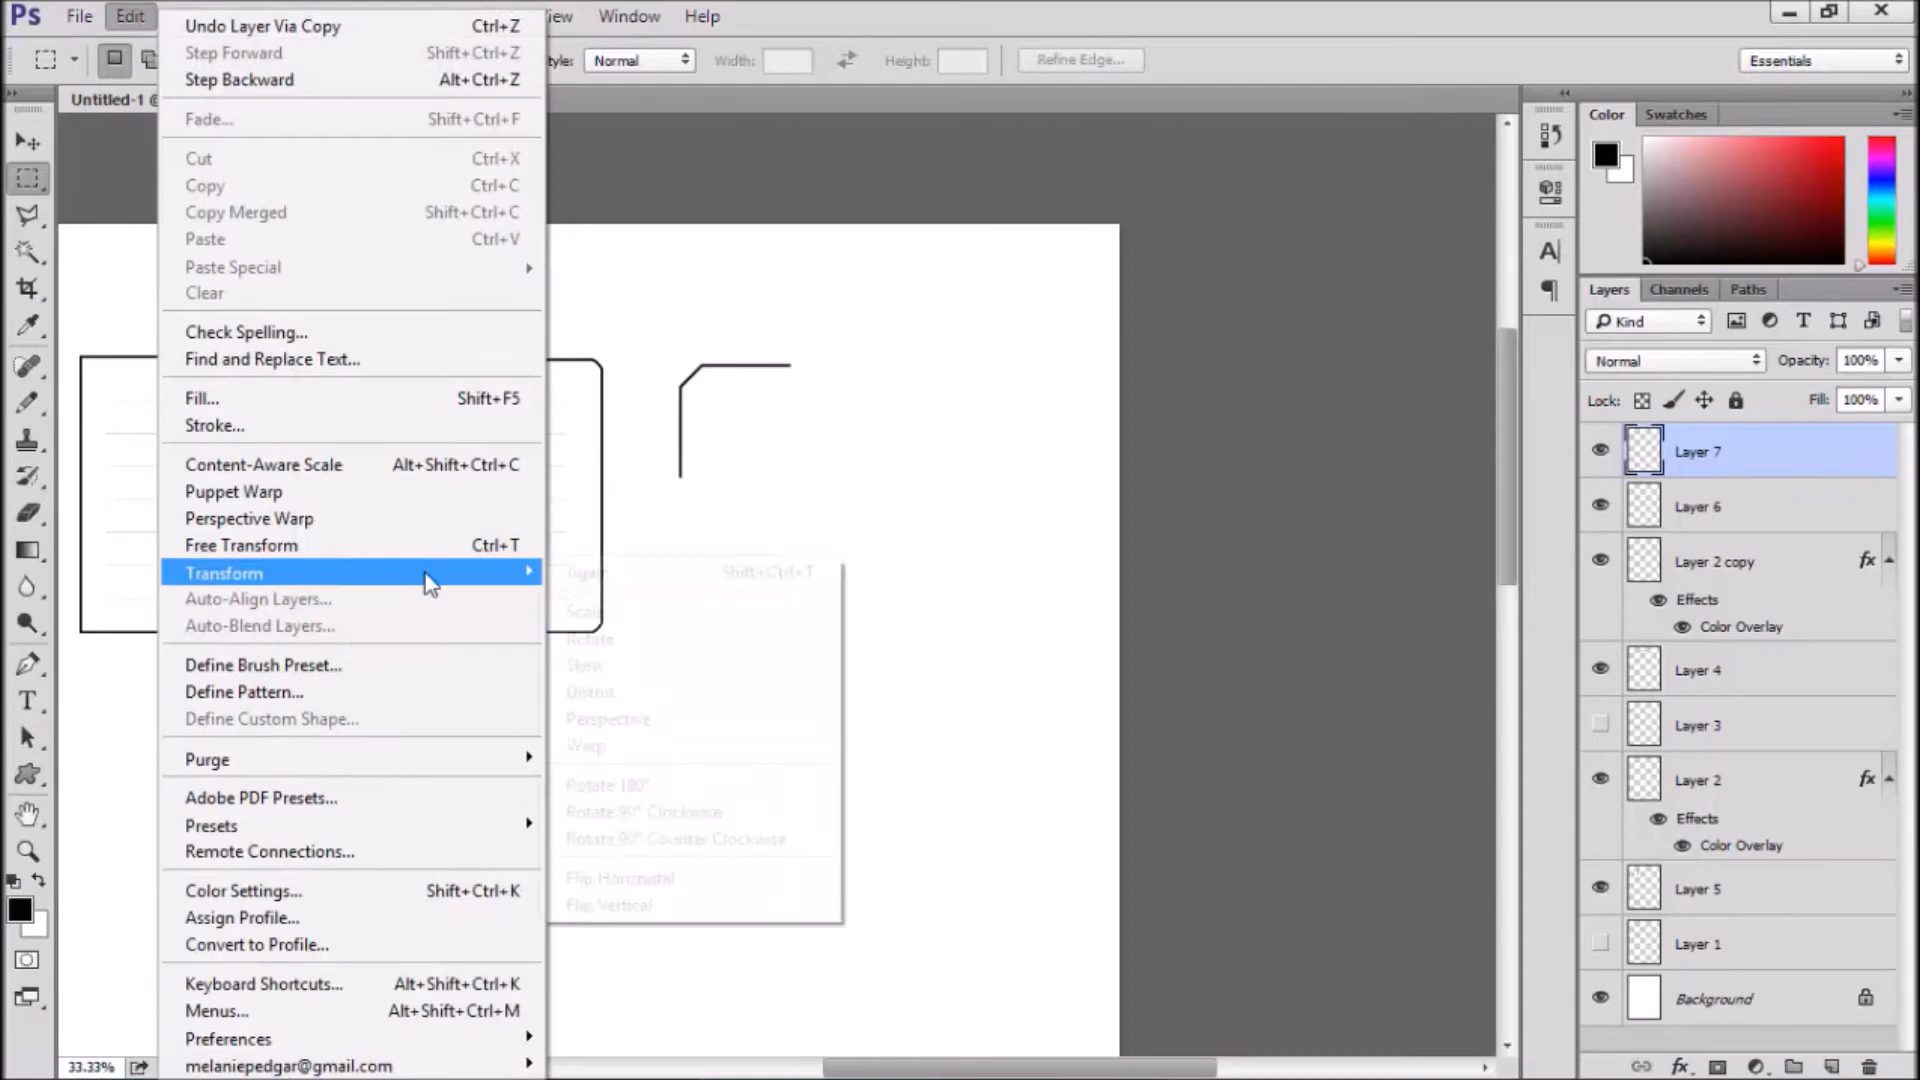 Ps File Edit View Window Help
Style: Normal Width: Height: Refine Edge... Essentials
Untitled-1 @
Undo Layer Via Copy Ctrl+Z
Step Forward Shift+Ctrl+Z
Step Backward Alt+Ctrl+Z
Fade... Shift+Ctrl+F
Cut Ctrl+X
Copy Ctrl+C
Copy Merged Shift+Ctrl+C
Paste Ctrl+V
Paste Special
Clear
Check Spelling...
Find and Replace Text...
Fill... Shift+F5
Stroke...
Content-Aware Scale Alt+Shift+Ctrl+C
Puppet Warp
Perspective Warp
Free Transform Ctrl+T
Transform
Auto-Align Layers...
Auto-Blend Layers...
Define Brush Preset...
Define Pattern...
Define Custom Shape...
Purge
Adobe PDF Presets...
Presets
Remote Connections...
Color Settings... Shift+Ctrl+K
Assign Profile...
Convert to Profile...
Keyboard Shortcuts... Alt+Shift+Ctrl+K
Menus... Alt+Shift+Ctrl+M
Preferences
melaniepedgar@gmail.com
Again Shift+Ctrl+T
Scale
Rotate
Skew
Distort
Perspective
Warp
Rotate 180°
Rotate 90° Clockwise
Rotate 90° Counter Clockwise
Flip Horizontal
Flip Vertical
33.33%
Color Swatches
Layers Channels Paths
Kind
Normal Opacity: 100%
Lock: Fill: 100%
Layer 7
Layer 6
Layer 2 copy fx
Effects
Color Overlay
Layer 4
Layer 3
Layer 2 fx
Effects
Color Overlay
Layer 5
Layer 1
Background
fx